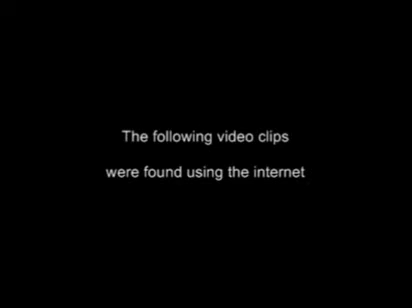 The following video clips
were found using the internet